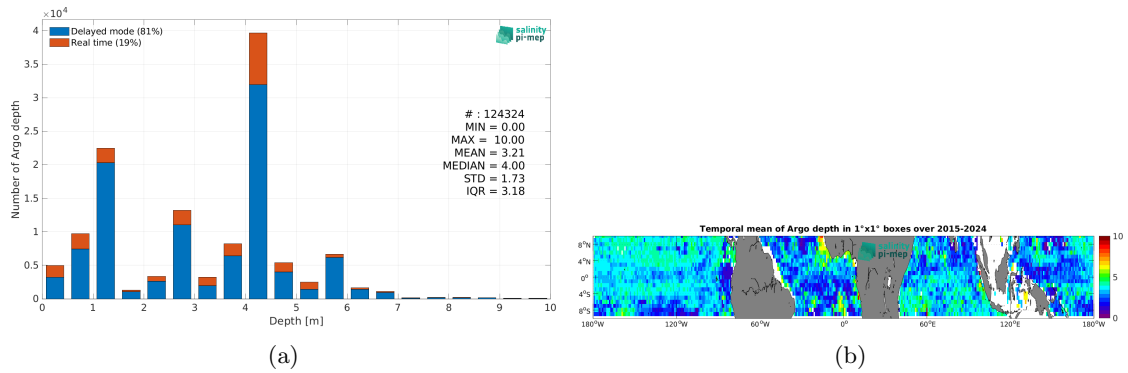 ×10⁴
4
3.5
3
2.5
2
1.5
1
0.5
0
Number of Argo depth
Delayed mode (81%)
Real time (19%)
salinity
pi-mep
# : 124324
MIN = 0.00
MAX = 10.00
MEAN = 3.21
MEDIAN = 4.00
STD = 1.73
IQR = 3.18
0 1 2 3 4 5 6 7 8 9 10
Depth [m]
(a)
Temporal mean of Argo depth in 1°x1° boxes over 2015-2024
8°N
4°N
0°
4°S
8°S
salinity
pi-mep
180°W 120°W 60°W 0° 60°E 120°E 180°W
10
5
0
(b)